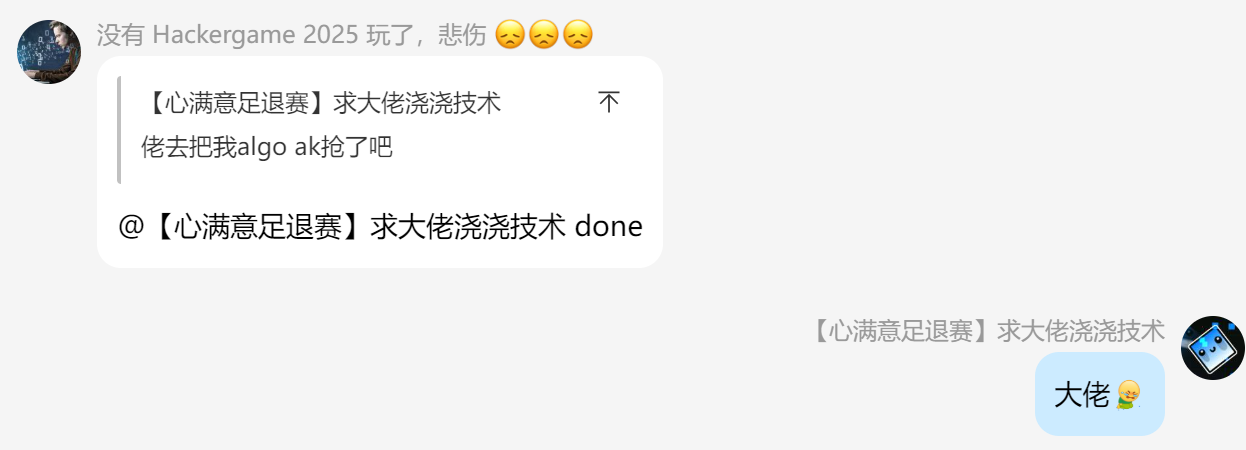 没有 Hackergame 2025 玩了，悲伤 😞😞😞
【心满意足退赛】求大佬浇浇技术
佬去把我algo ak抢了吧
@【心满意足退赛】求大佬浇浇技术 done
【心满意足退赛】求大佬浇浇技术
大佬